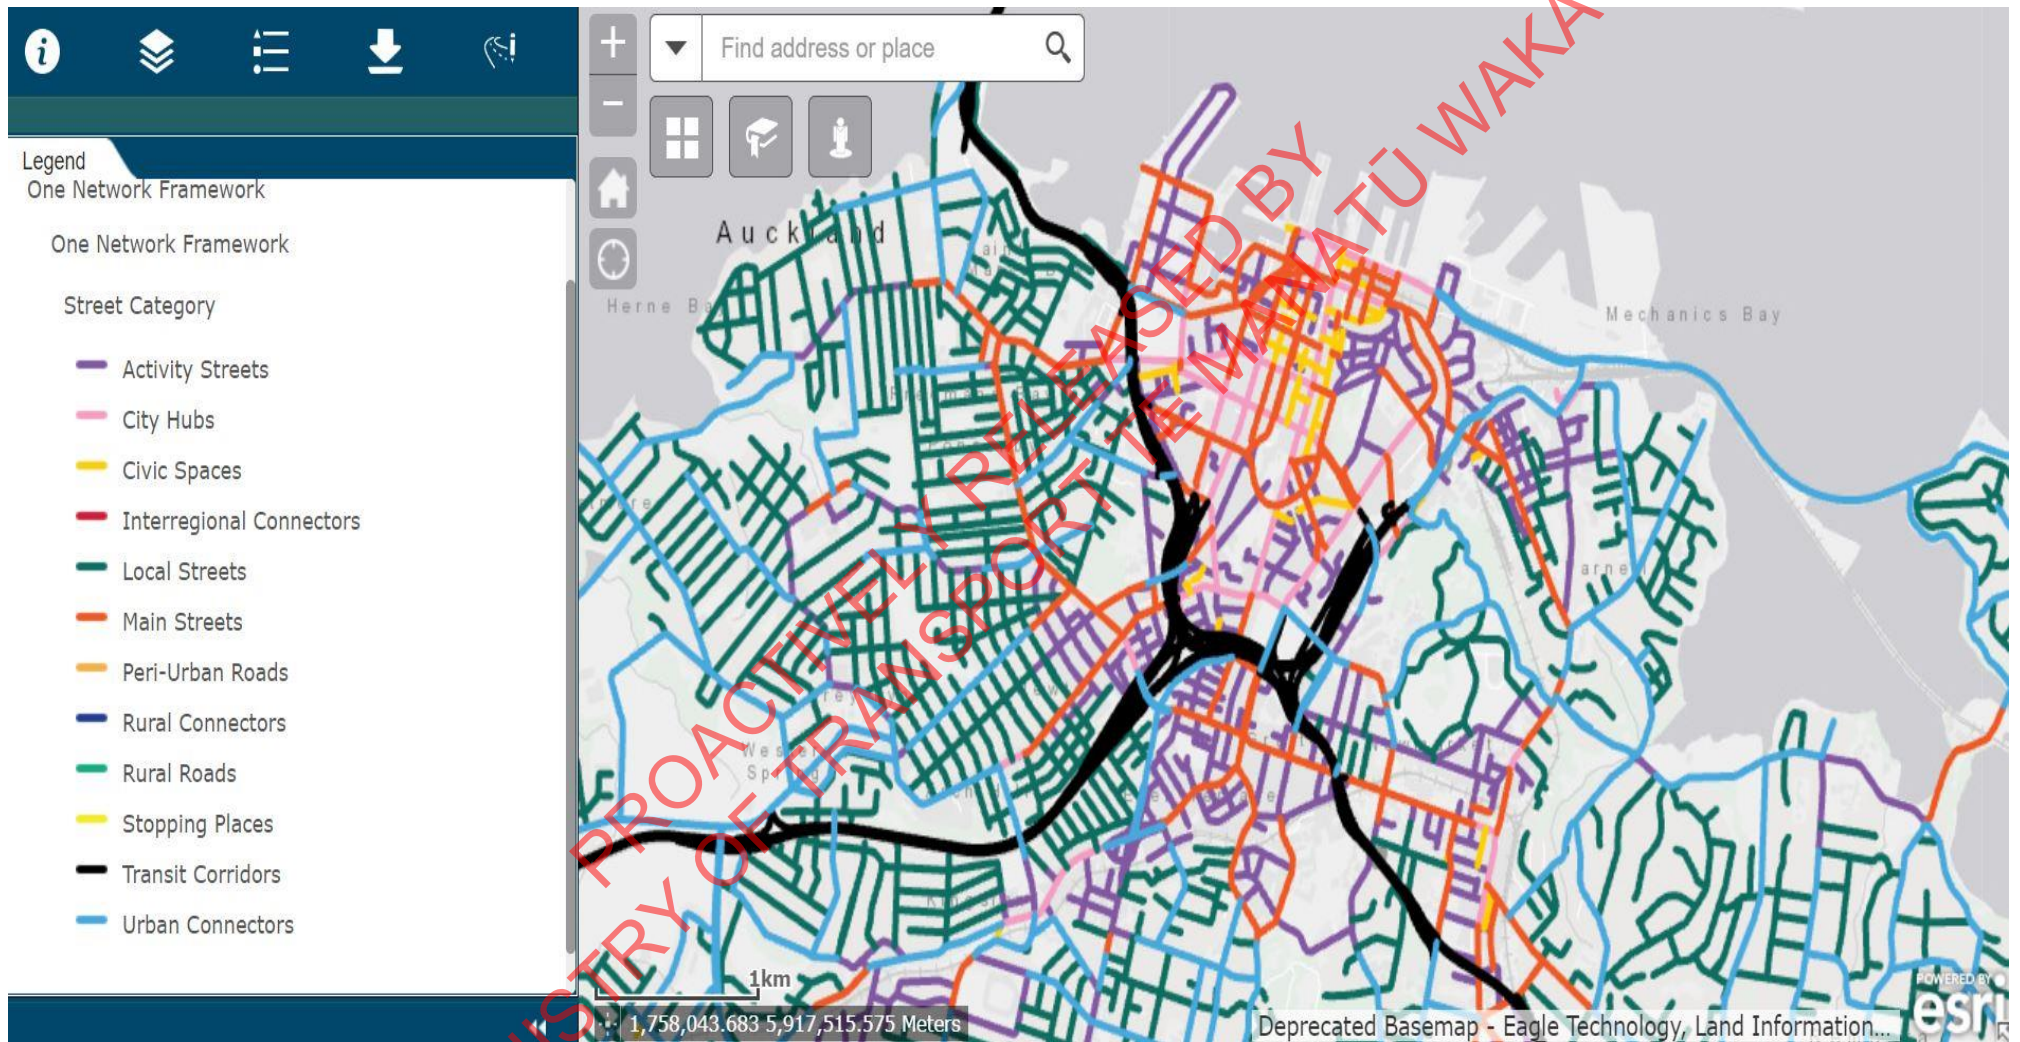 Find address or place
Legend
One Network Framework
One Network Framework
Street Category
Activity Streets
City Hubs
Civic Spaces
Interregional Connectors
Local Streets
Main Streets
Peri-Urban Roads
Rural Connectors
Rural Roads
Stopping Places
Transit Corridors
Urban Connectors
Auckland
Herne Ba
Mechanics Bay
PROACTIVELY RELEASED BY
ISTRY OF TRANSPORT TE MANATŪ WAKA
1km
1,758,043.683 5,917,515.575 Meters
Deprecated Basemap - Eagle Technology, Land Information...
POWERED BY
esri